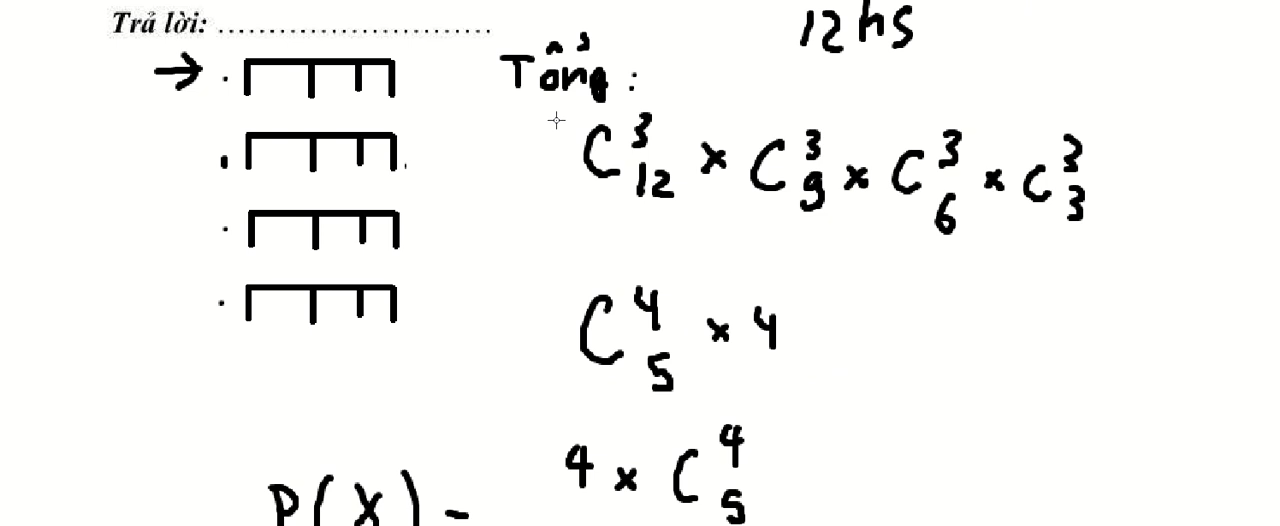 Trả lời: ...........................
12 hs
Tổng :
C³₁₂ × C³₉ × C³₆ × C³₃
C⁴₅ × 4
4 × C⁴₅
P(X) =